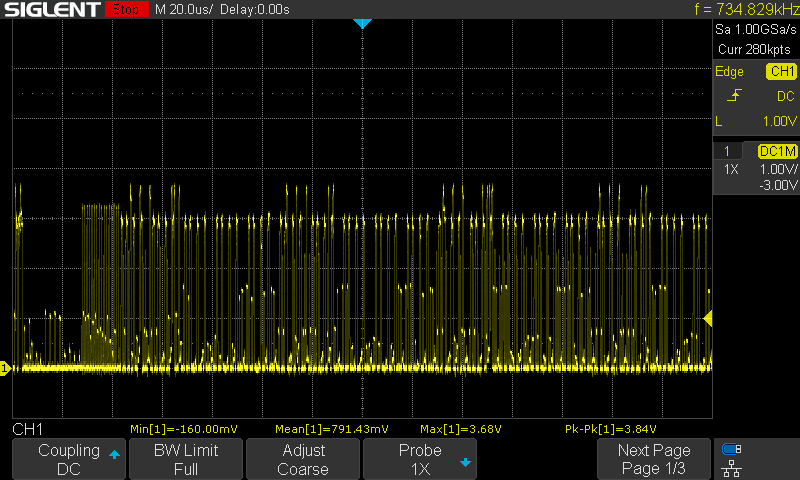 SIGLENT Stop M 20.0us/ Delay:0.00s f = 734.829kHz
Sa 1.00GSa/s
Curr 280kpts
Edge CH1
DC
L 1.00V
1 DC1M
1X 1.00V/
-3.00V
1
CH1 Min[1]=-160.00mV Mean[1]=791.43mV Max[1]=3.68V Pk-Pk[1]=3.84V
Coupling BW Limit Adjust Probe Next Page
DC Full Coarse 1X Page 1/3